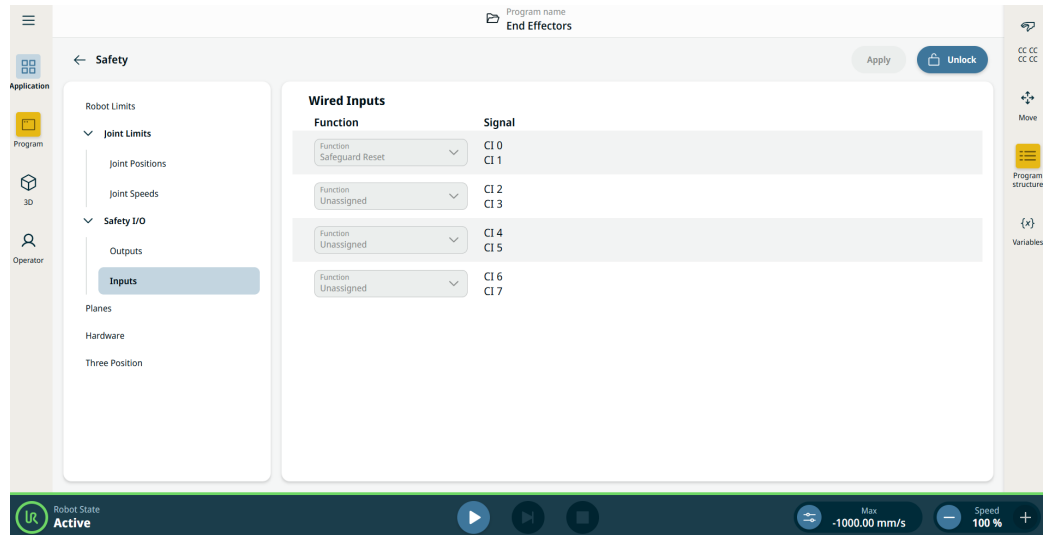 Program name
End Effectors
Safety
Apply
Unlock
CC CC
CC CC
Application
Program
3D
Operator
Robot Limits
Joint Limits
Joint Positions
Joint Speeds
Safety I/O
Outputs
Inputs
Planes
Hardware
Three Position
Wired Inputs
Function Signal
Function
Safeguard Reset
CI 0
CI 1
Function
Unassigned
CI 2
CI 3
Function
Unassigned
CI 4
CI 5
Function
Unassigned
CI 6
CI 7
Move
Program
structure
{x}
Variables
UR
Robot State
Active
Max
-1000.00 mm/s
Speed
100 %